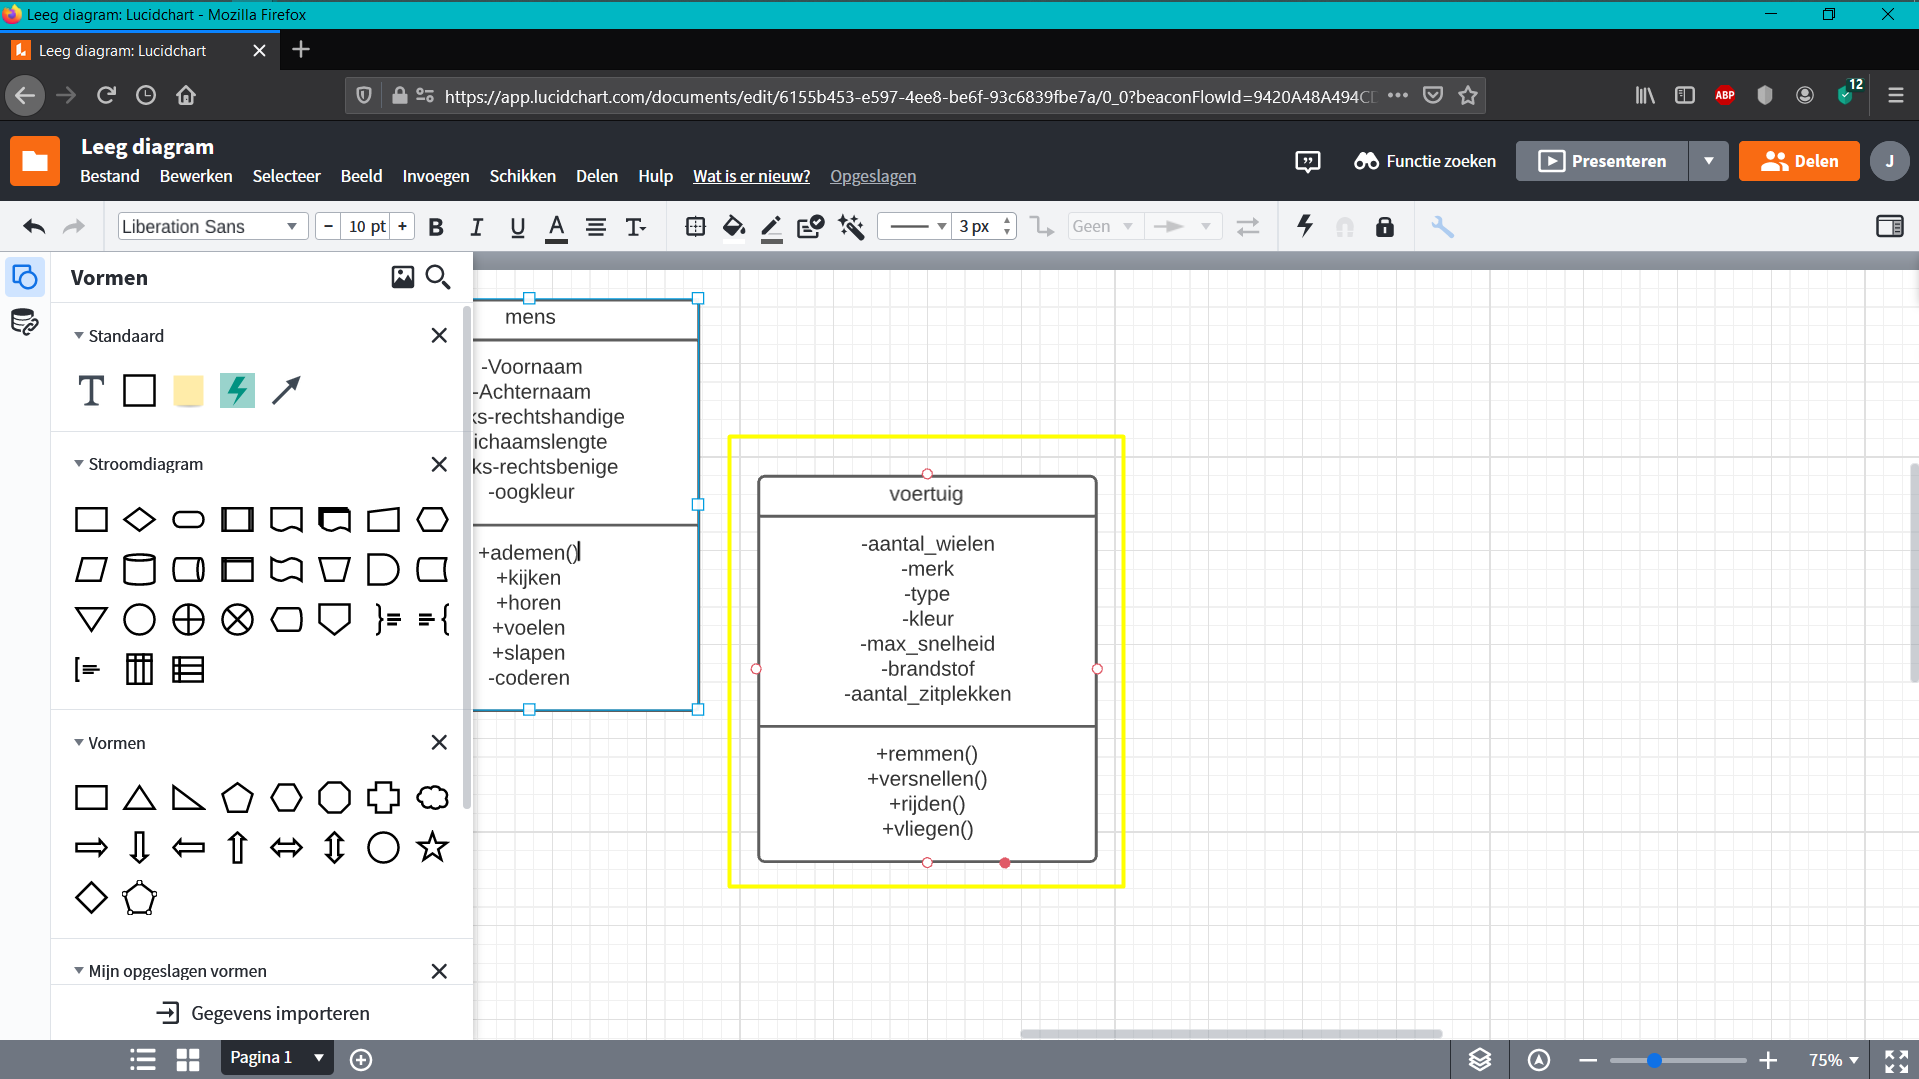 Leeg diagram: Lucidchart - Mozilla Firefox
Leeg diagram: Lucidchart
https://app.lucidchart.com/documents/edit/6155b453-e597-4ee8-be6f-93c6839fbe7a/0_0?beaconFlowId=9420A48A494CD
ABP
12
Leeg diagram
Bestand Bewerken Selecteer Beeld Invoegen Schikken Delen Hulp Wat is er nieuw? Opgeslagen
Functie zoeken
Presenteren
Delen
J
Liberation Sans
- 10 pt +
B I U A T
3 px
Geen
Vormen
Standaard
T
Stroomdiagram
Vormen
Mijn opgeslagen vormen
Gegevens importeren
mens
-Voornaam
-Achternaam
ks-rechtshandige
ichaamslengte
ks-rechtsbenige
-oogkleur
+ademen()
+kijken
+horen
+voelen
+slapen
-coderen
voertuig
-aantal_wielen
-merk
-type
-kleur
-max_snelheid
-brandstof
-aantal_zitplekken
+remmen()
+versnellen()
+rijden()
+vliegen()
Pagina 1
75%